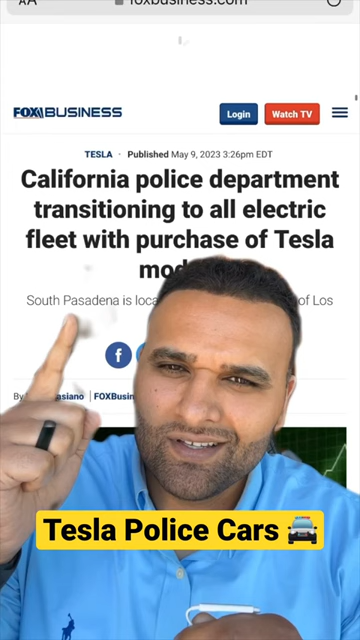 AA
foxbusiness.com
FOX BUSINESS
Login
Watch TV
TESLA · Published May 9, 2023 3:26pm EDT
California police department
transitioning to all electric
fleet with purchase of Tesla
South Pasadena is of Los
f
By FOXBusin
Tesla Police Cars 🚔